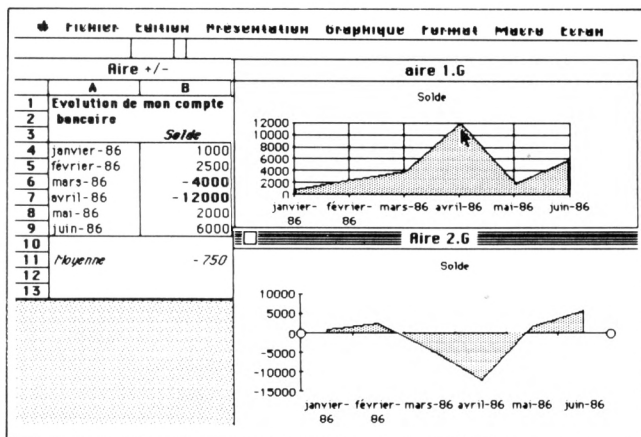 Fichier Edition Présentation Graphique Format Macro Ecran
Aire +/-
A B
1 Evolution de mon compte
2 bancaire
3 Solde
4 janvier-86 1000
5 février-86 2500
6 mars-86 -4000
7 avril-86 -12000
8 mai-86 2000
9 juin-86 6000
10
11 Moyenne -750
12
13
aire 1.G
Solde
12000
10000
8000
6000
4000
2000
0
janvier-86 février-86 mars-86 avril-86 mai-86 juin-86
Aire 2.G
Solde
10000
5000
0
-5000
-10000
-15000
janvier-86 février-86 mars-86 avril-86 mai-86 juin-86